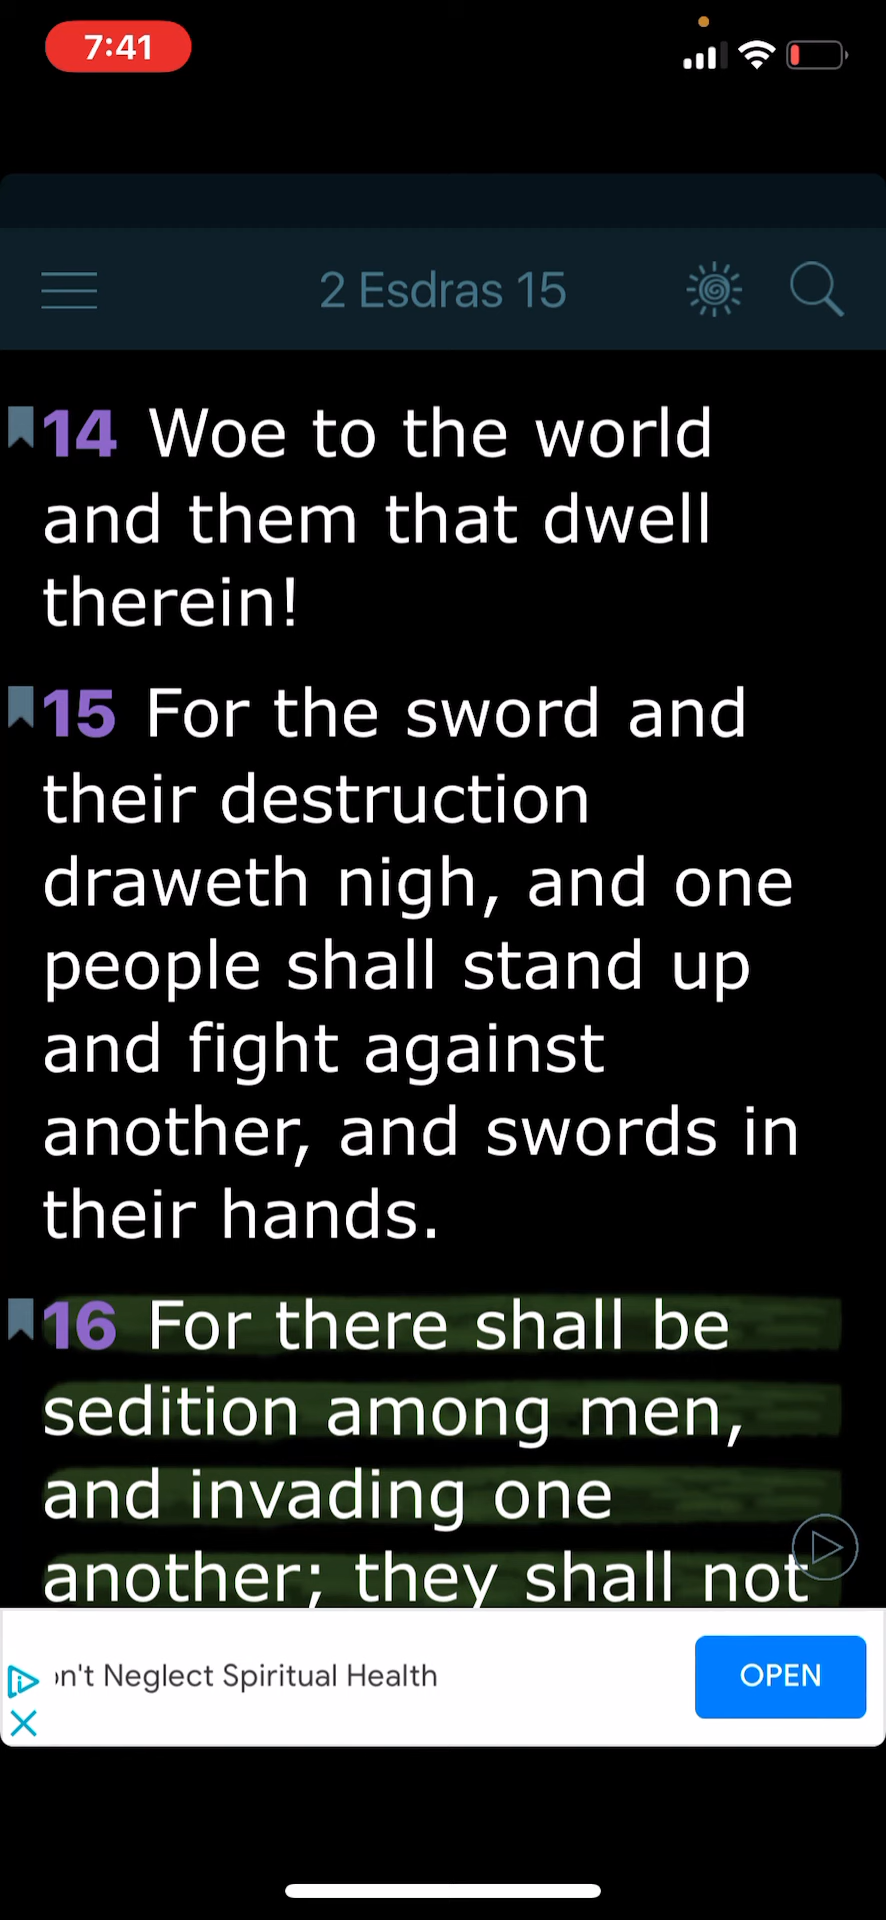 7:41
2 Esdras 15
14 Woe to the world
and them that dwell
therein!
15 For the sword and
their destruction
draweth nigh, and one
people shall stand up
and fight against
another, and swords in
their hands.
16 For there shall be
sedition among men,
and invading one
another; they shall not
n't Neglect Spiritual Health
OPEN